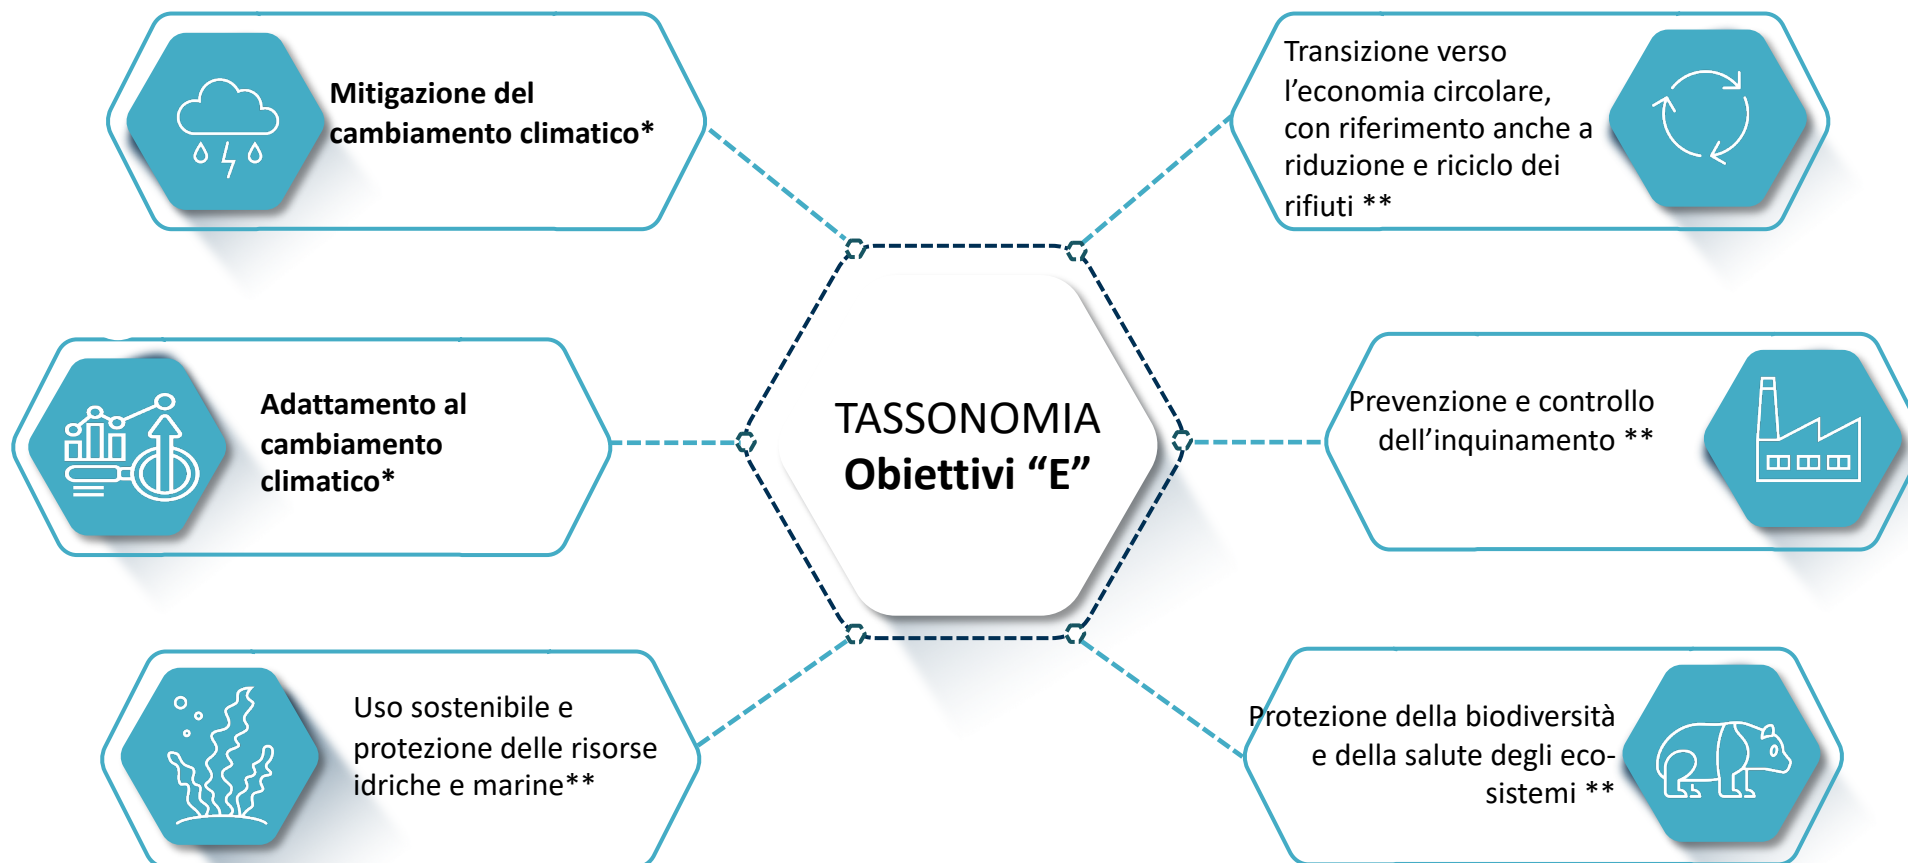 Mitigazione del
cambiamento climatico*
Adattamento al
cambiamento
climatico*
Uso sostenibile e
protezione delle risorse
idriche e marine**
TASSONOMIA
Obiettivi “E”
Transizione verso
l’economia circolare,
con riferimento anche a
riduzione e riciclo dei
rifiuti **
Prevenzione e controllo
dell’inquinamento **
Protezione della biodiversità
e della salute degli eco-
sistemi **